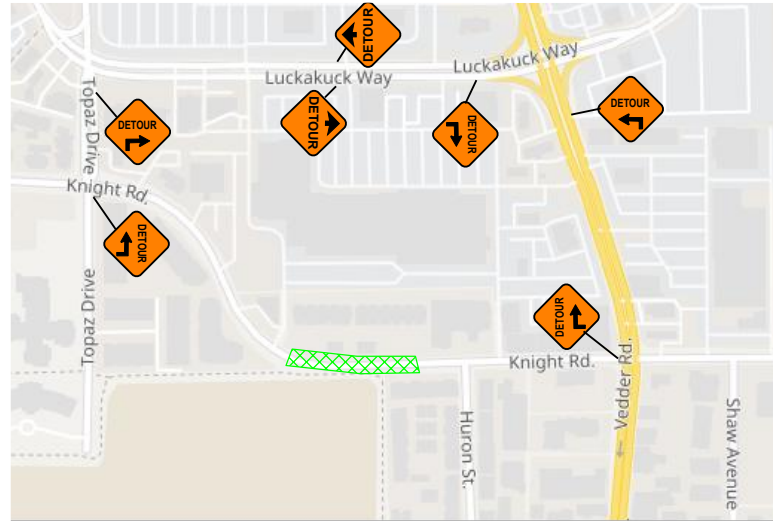 DETOUR
Luckakuck Way
Luckakuck Way
DETOUR
DETOUR
DETOUR
DETOUR
Topaz Drive
Knight Rd.
DETOUR
Topaz Drive
DETOUR
Knight Rd.
Vedder Rd.
Huron St.
Shaw Avenue